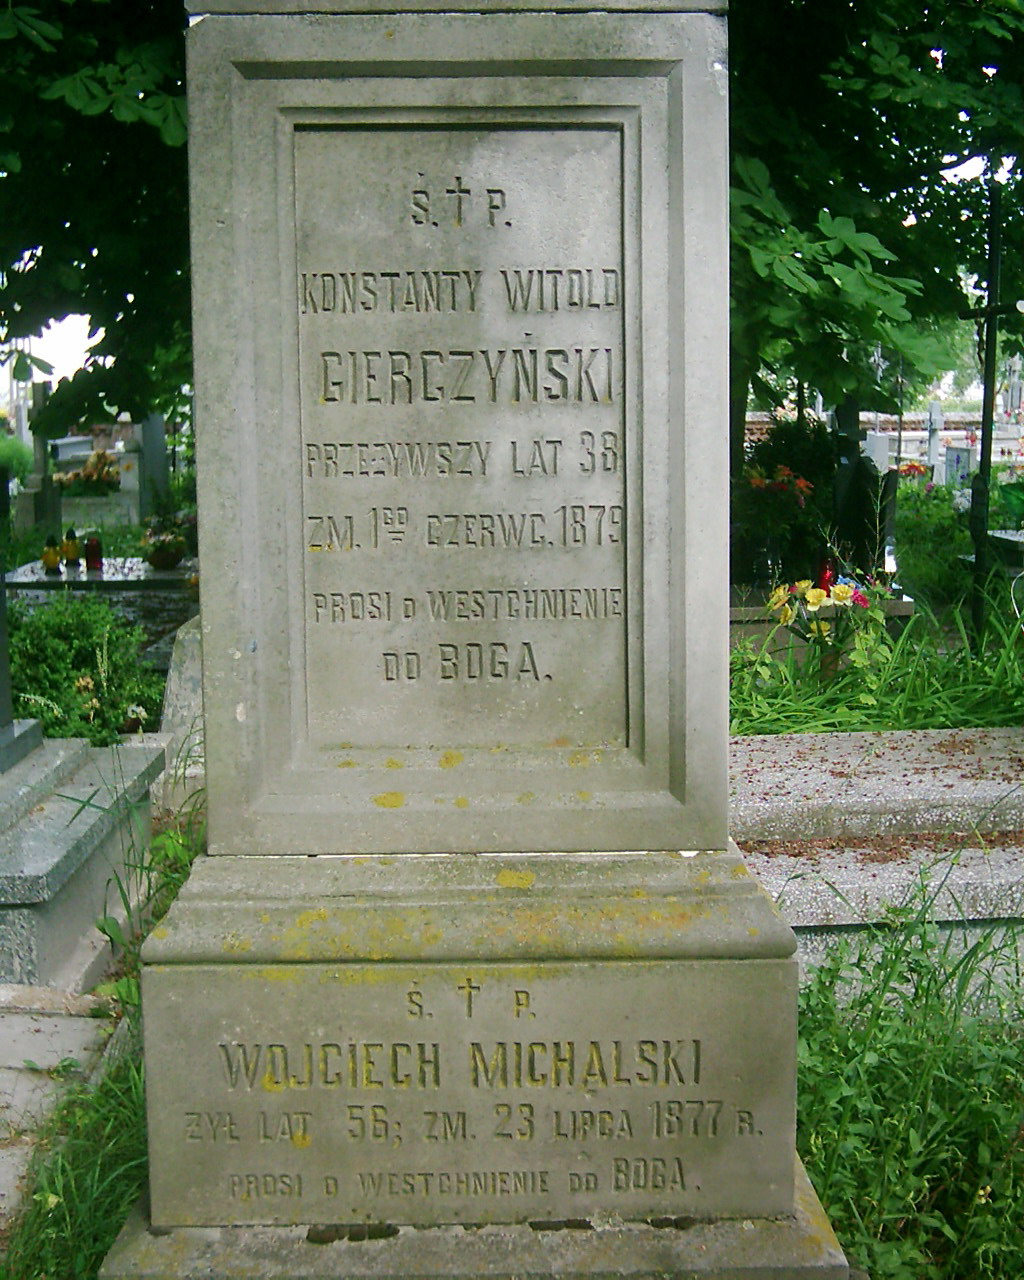 Ś. † P.
KONSTANTY WITOLD
GIERCZYŃSKI
PRZEŻYWSZY LAT 38
ZM. 1GO CZERWC. 1879
PROSI O WESTCHNIENIE
DO BOGA.
Ś. † P.
WOJCIECH MICHALSKI
ŻYŁ LAT 56; ZM. 23 LIPCA 1877 R.
PROSI O WESTCHNIENIE DO BOGA.